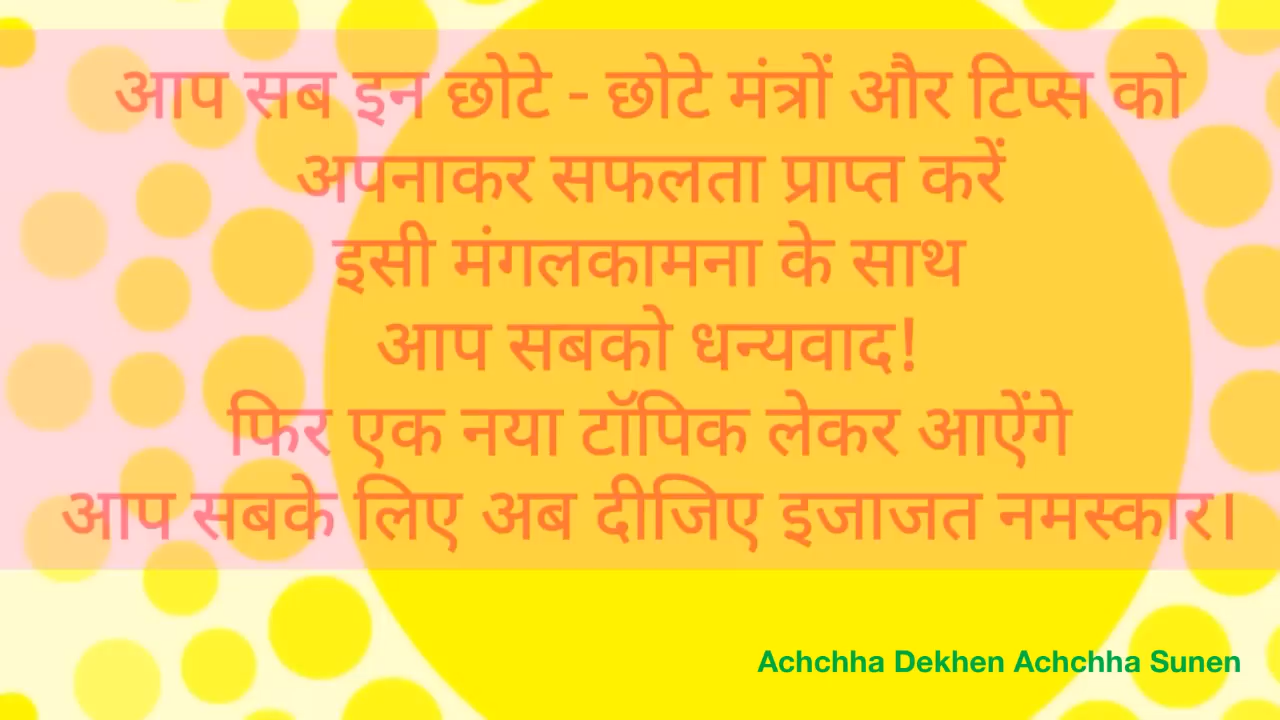 आप सब इन छोटे - छोटे मंत्रों और टिप्स को
अपनाकर सफलता प्राप्त करें
इसी मंगलकामना के साथ
आप सबको धन्यवाद!
फिर एक नया टॉपिक लेकर आऐंगे
आप सबके लिए अब दीजिए इजाजत नमस्कार।
Achchha Dekhen Achchha Sunen